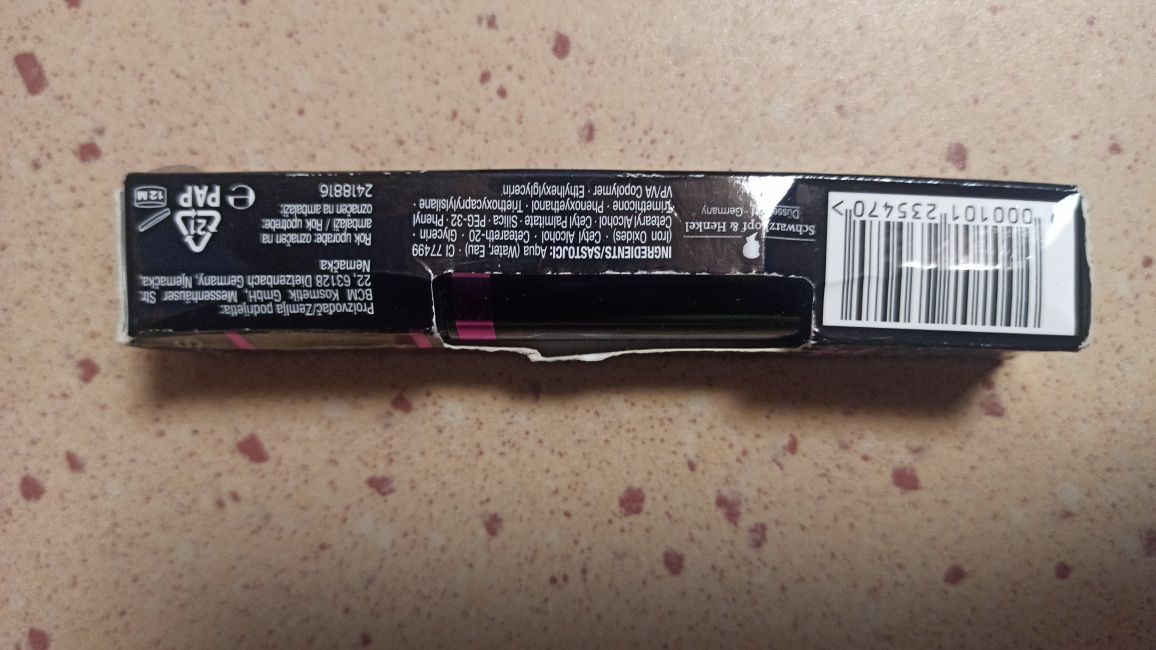 000101 235470 >
Schwarzkopf & Henkel
Düsseldorf · Germany
INGREDIENTS/SASTOJCI: Aqua (Water, Eau) · CI 77499
(Iron Oxides) · Cetyl Alcohol · Ceteareth-20 · Glycerin ·
Cetearyl Alcohol · Cetyl Palmitate · Silica · PEG-32 · Phenyl
Trimethicone · Phenoxyethanol · Triethoxycaprylylsilane ·
VP/VA Copolymer · Ethylhexylglycerin
Proizvođač/Zemlja podrijetla:
BCM Kosmetik GmbH, Messenhäuser Str.
22, 63128 Dietzenbach Germany, Njemačka,
Nemačka
Rok uporabe: označen na
ambalaži / Rok upotrebe:
označen na ambalaži:
2418816
21
PAP
e
12 M